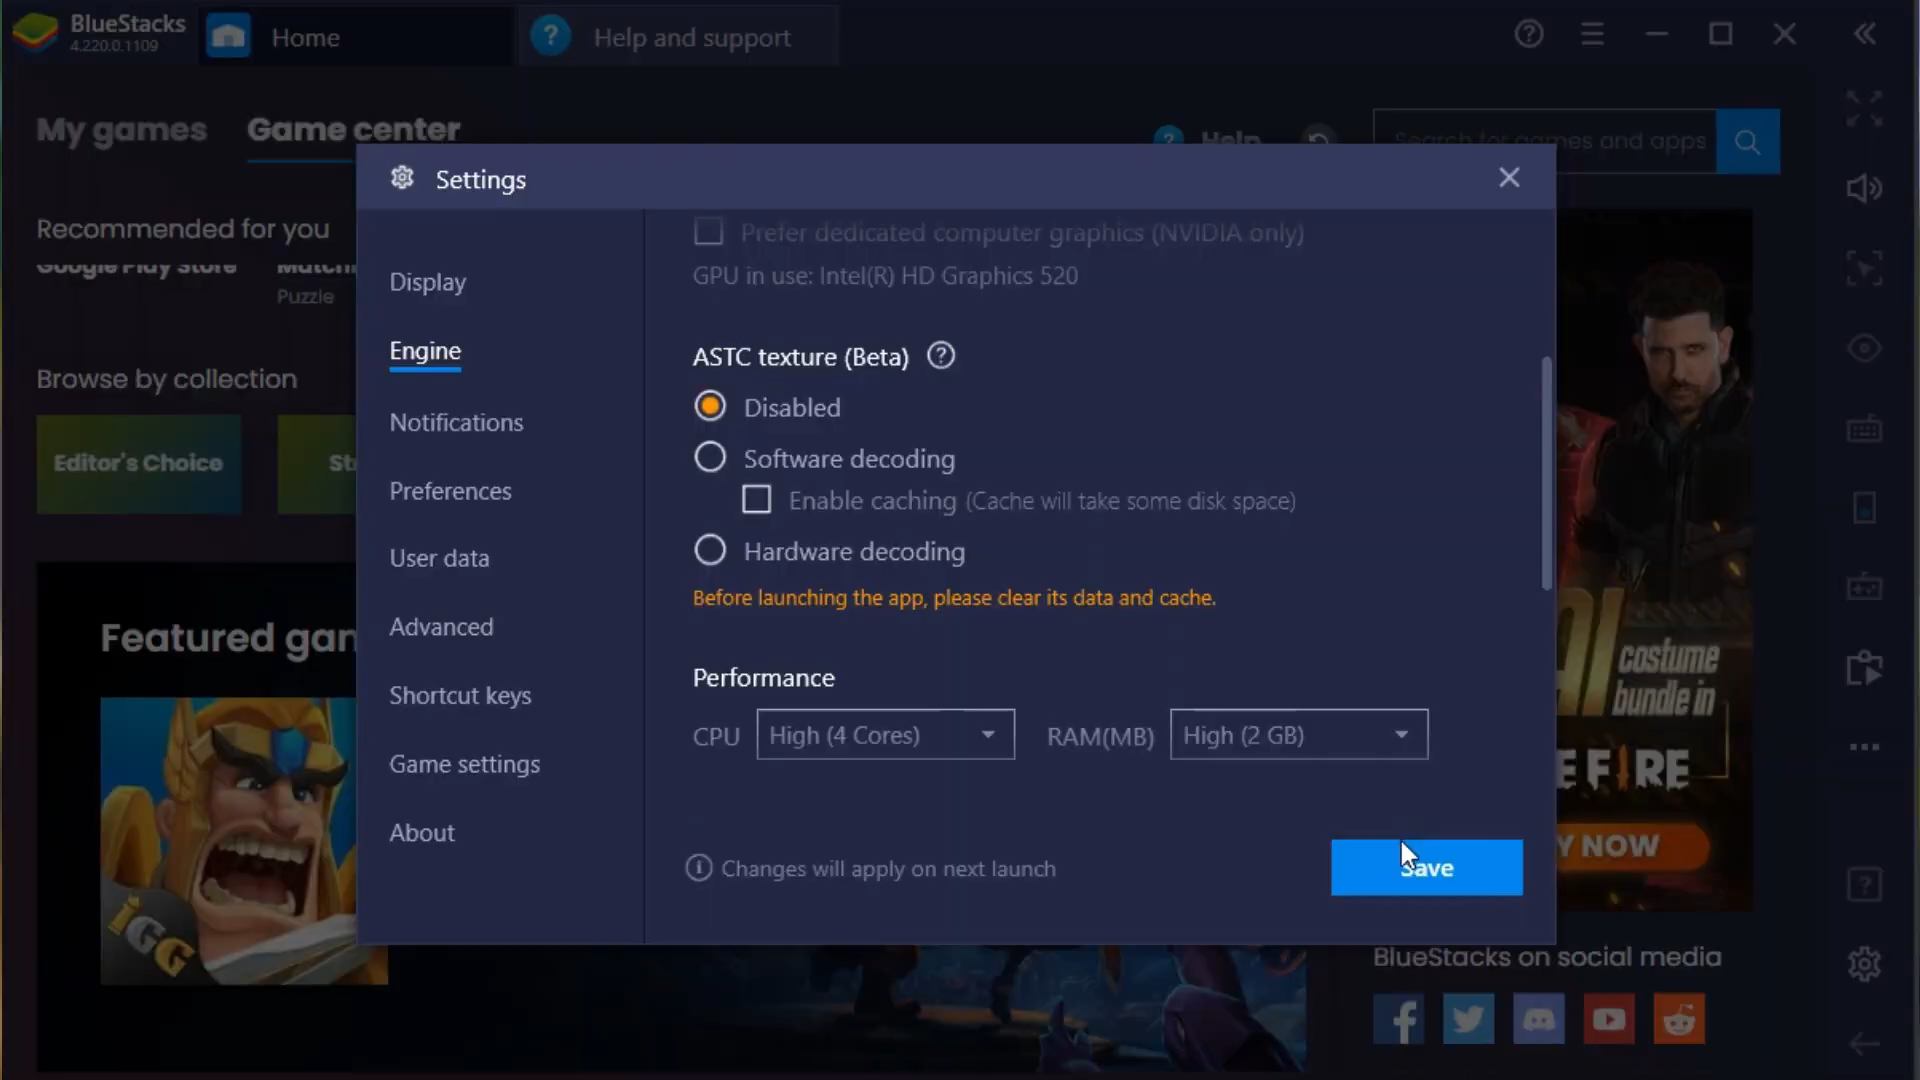 BlueStacks
4.220.0.1109
Home
Help and support
My games
Game center
Help
Search for games and apps
Settings
Recommended for you
Google Play Store
Puzzle
Browse by collection
Editor's Choice
Featured gam
IGG
Display
Engine
Notifications
Preferences
User data
Advanced
Shortcut keys
Game settings
About
Prefer dedicated computer graphics (NVIDIA only)
GPU in use: Intel(R) HD Graphics 520
ASTC texture (Beta)
Disabled
Software decoding
Enable caching (Cache will take some disk space)
Hardware decoding
Before launching the app, please clear its data and cache.
Performance
CPU High (4 Cores) RAM(MB) High (2 GB)
Changes will apply on next launch
Save
costume
bundle in
E FIRE
Y NOW
BlueStacks on social media